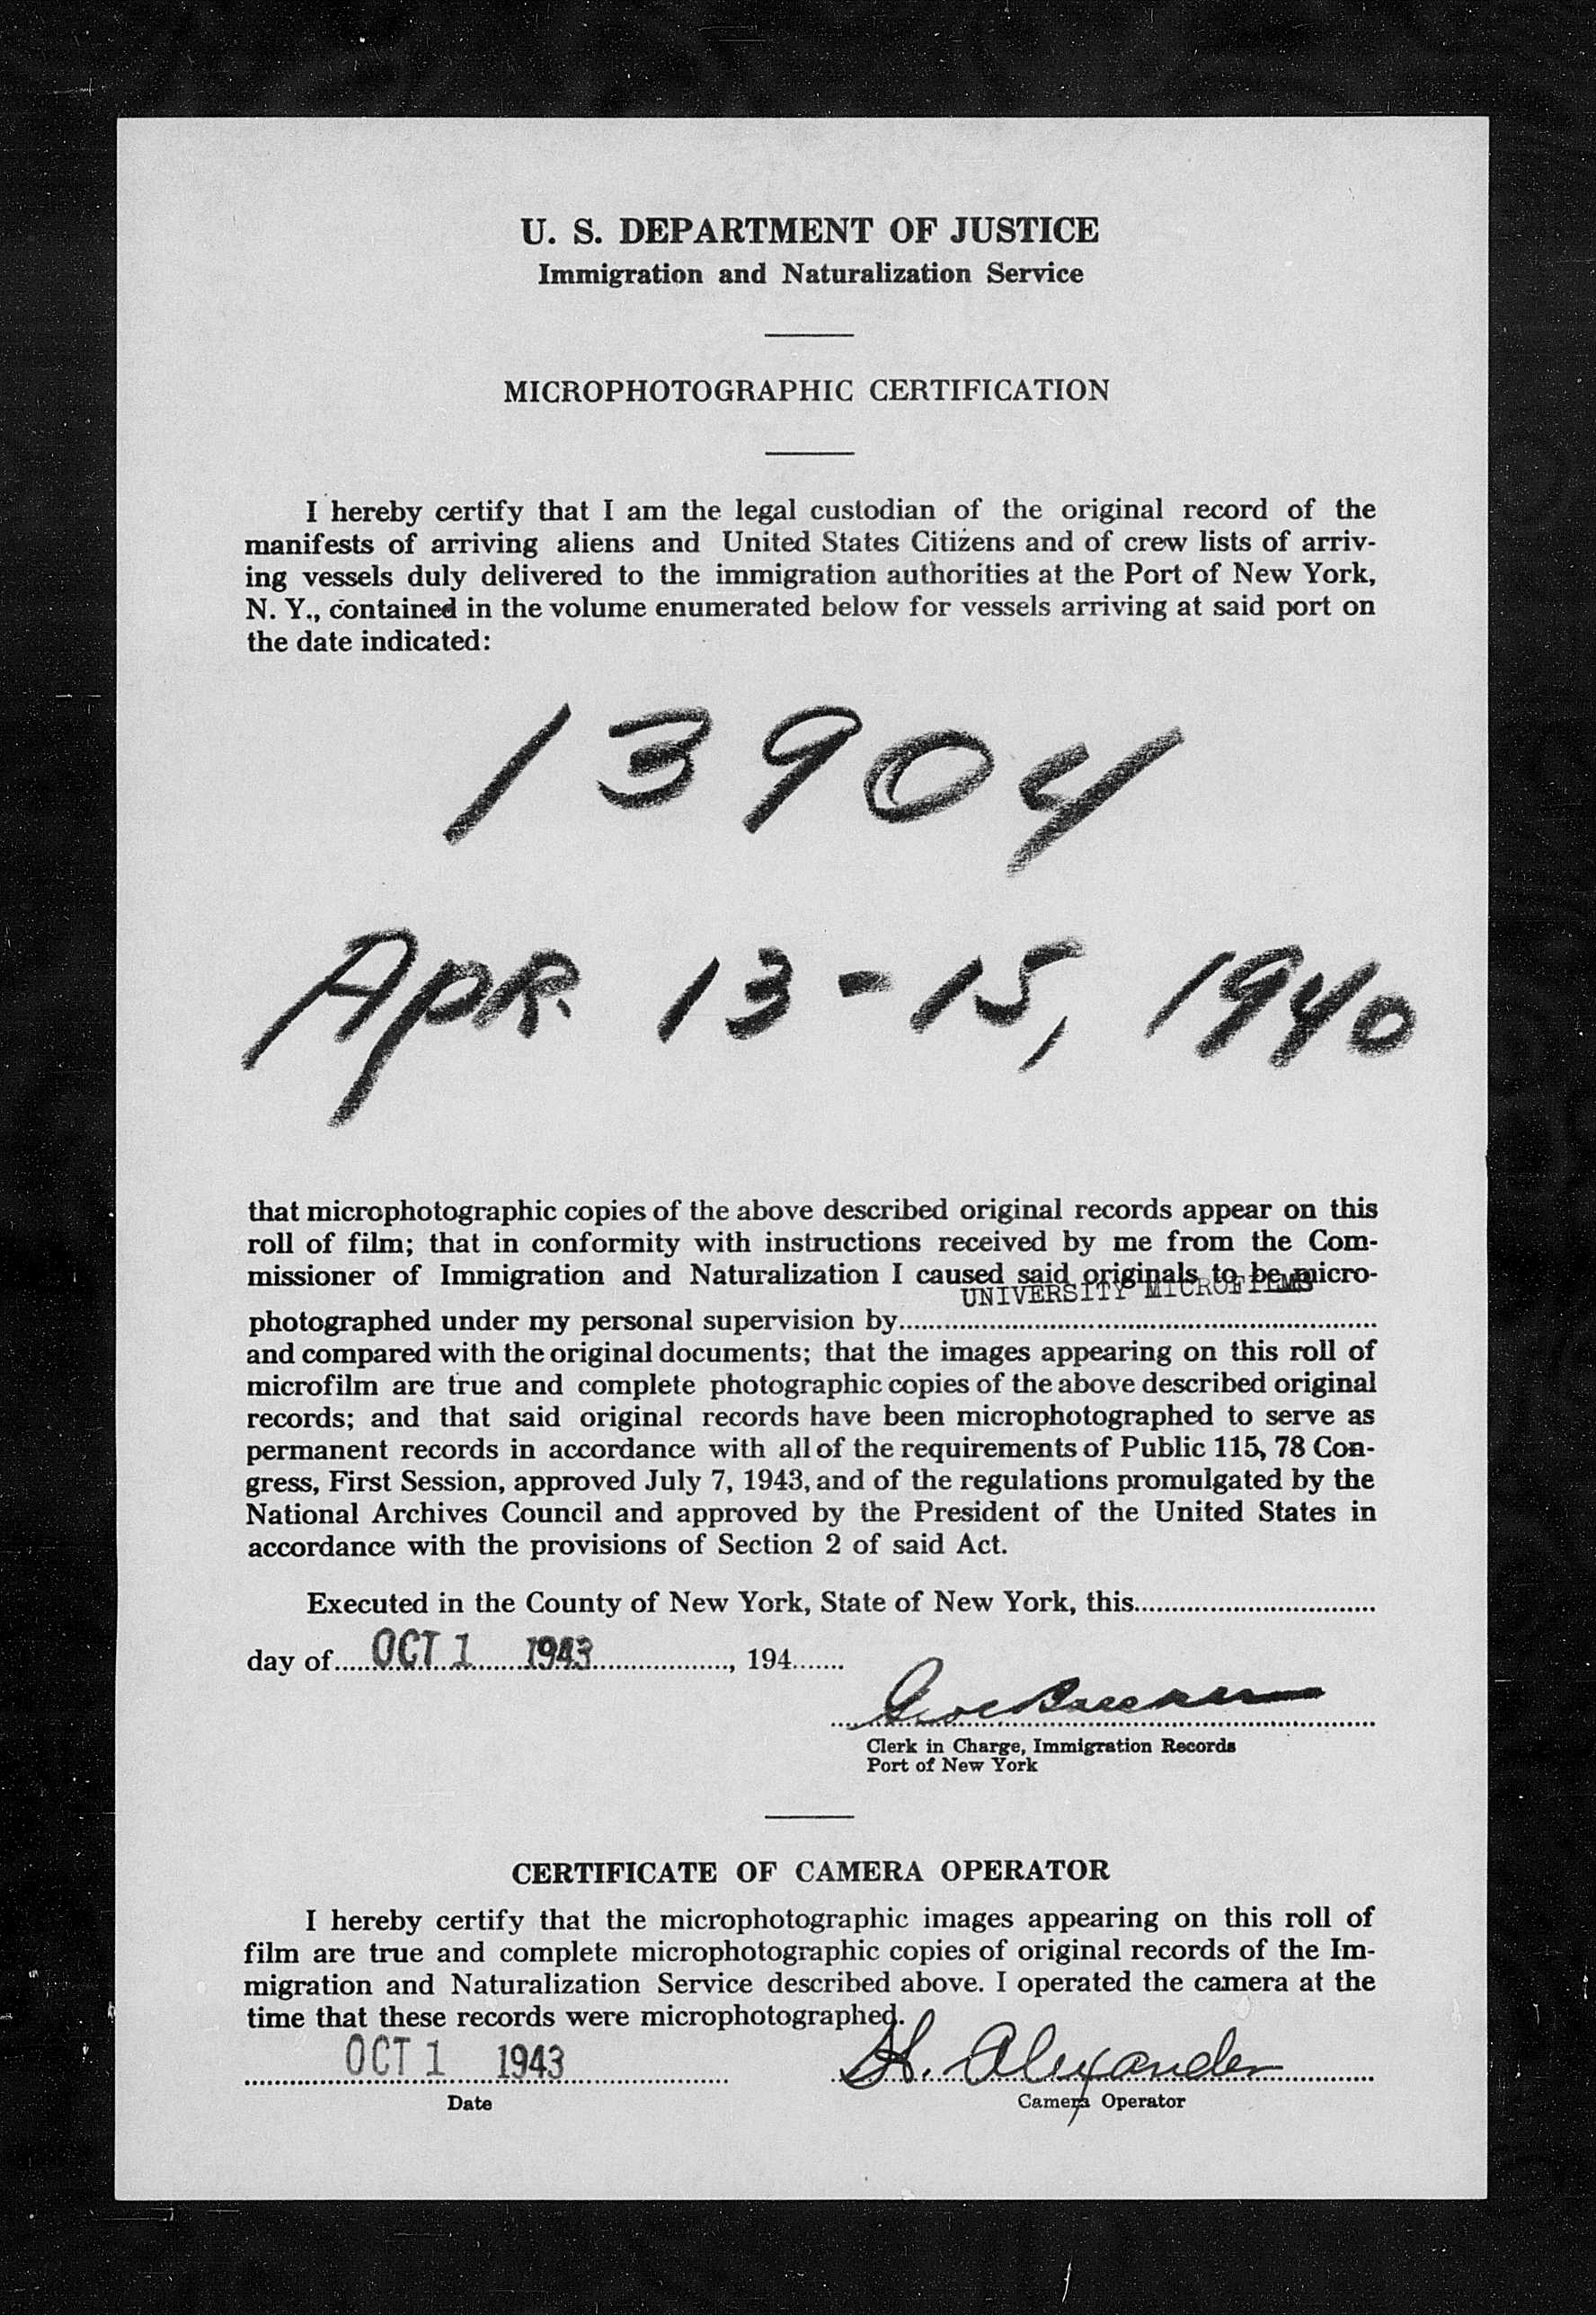 U. S. DEPARTMENT OF JUSTICE
Immigration and Naturalization Service
MICROPHOTOGRAPHIC CERTIFICATION
I hereby certify that I am the legal custodian of the original record of the
manifests of arriving aliens and United States Citizens and of crew lists of arriv-
ing vessels duly delivered to the immigration authorities at the Port of New York,
N. Y., contained in the volume enumerated below for vessels arriving at said port on
the date indicated:
13904
Apr. 13-15, 1940
that microphotographic copies of the above described original records appear on this
roll of film; that in conformity with instructions received by me from the Com-
missioner of Immigration and Naturalization I caused said originals to be micro-
UNIVERSITY MICROFILMS
photographed under my personal supervision by
and compared with the original documents; that the images appearing on this roll of
microfilm are true and complete photographic copies of the above described original
records; and that said original records have been microphotographed to serve as
permanent records in accordance with all of the requirements of Public 115, 78 Con-
gress, First Session, approved July 7, 1943, and of the regulations promulgated by the
National Archives Council and approved by the President of the United States in
accordance with the provisions of Section 2 of said Act.
Executed in the County of New York, State of New York, this
day of OCT 1 1943, 194
Clerk in Charge, Immigration Records
Port of New York
CERTIFICATE OF CAMERA OPERATOR
I hereby certify that the microphotographic images appearing on this roll of
film are true and complete microphotographic copies of original records of the Im-
migration and Naturalization Service described above. I operated the camera at the
time that these records were microphotographed.
OCT 1 1943 H. Alexander
Date Camera Operator